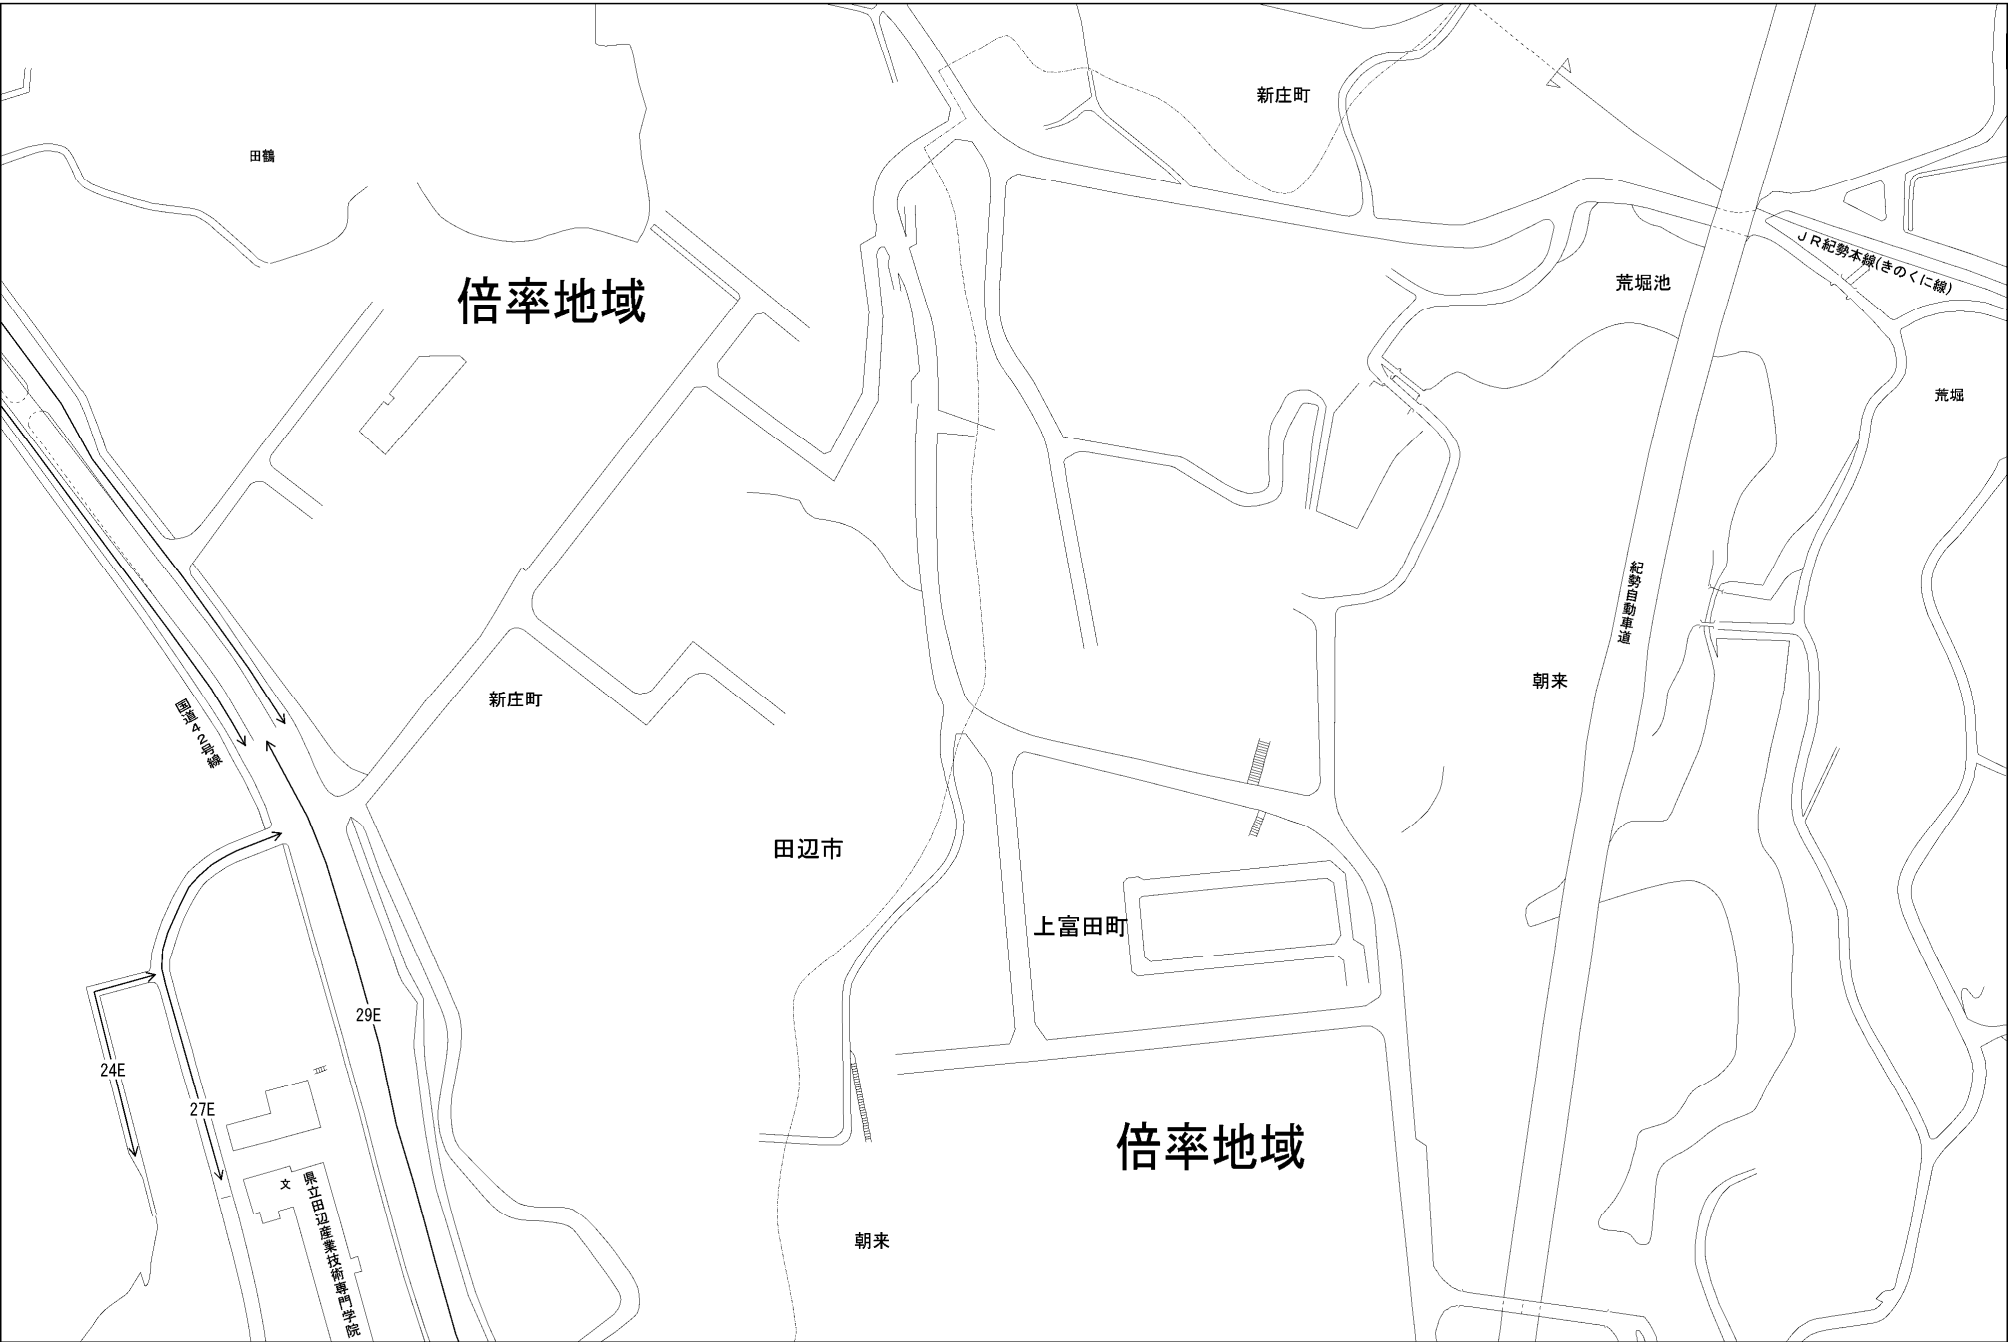 新庄町
田鶴
JR紀勢本線(きのくに線)
荒堀池
倍率地域
荒堀
紀勢自動車道
朝来
新庄町
国道42号線
田辺市
上富田町
29E
24E
27E
倍率地域
文
県立田辺産業技術専門学院
朝来